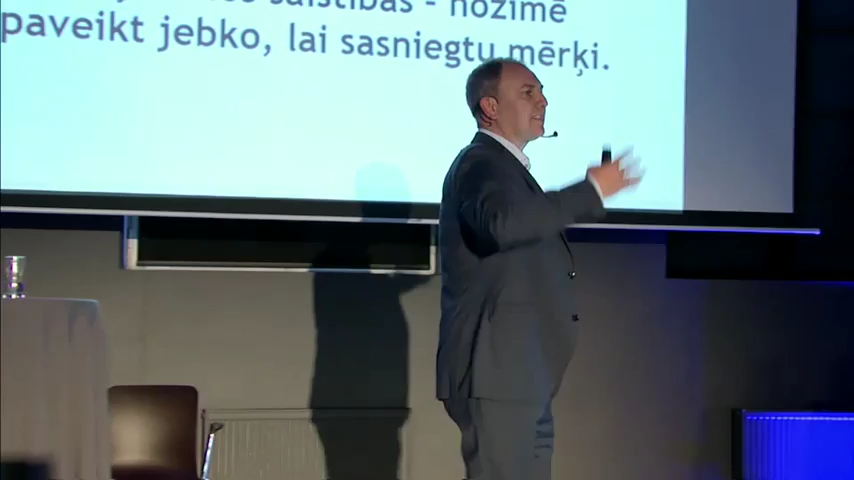 saistības - nozīmē
paveikt jebko, lai sasniegtu mērķi.